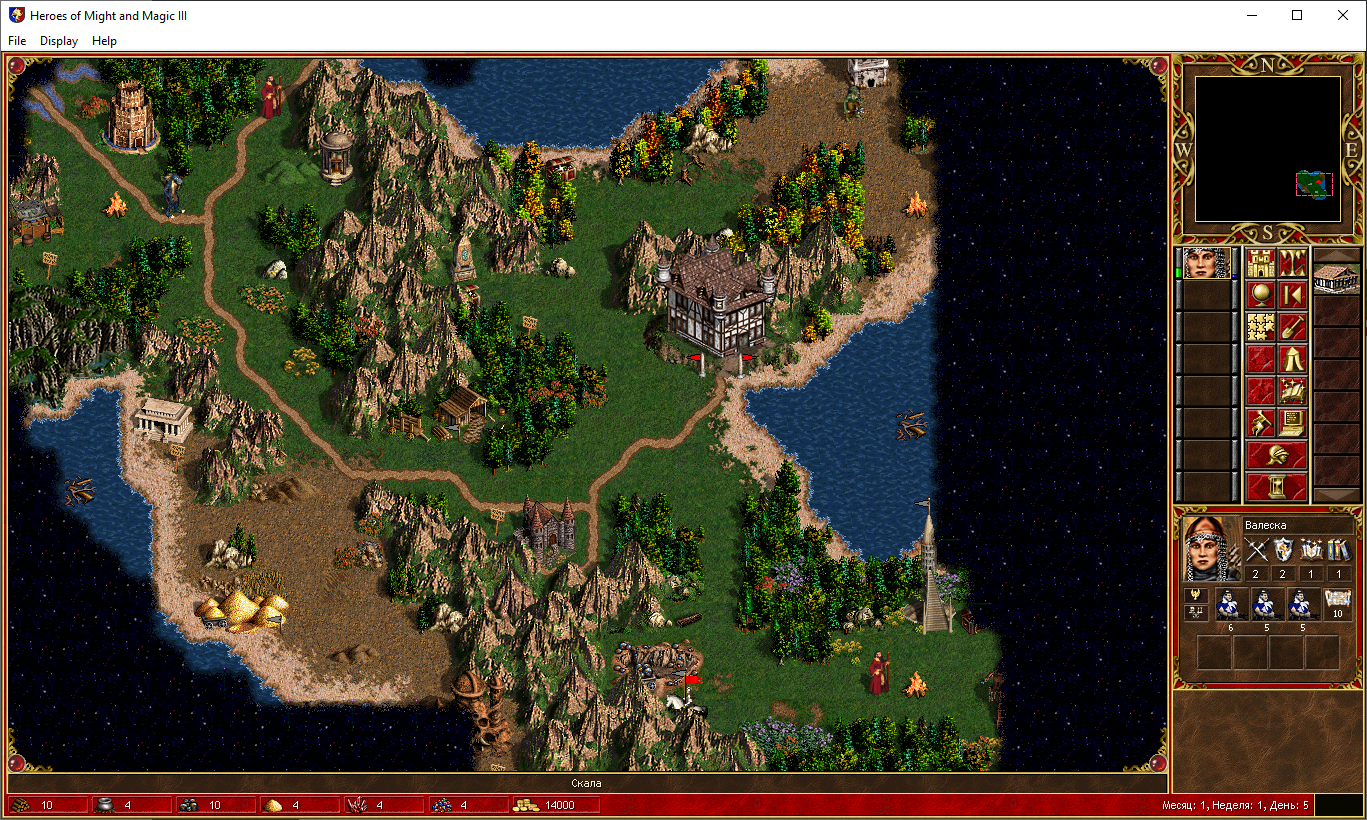 Heroes of Might and Magic III
File Display Help
N
W E
S
Валеска
2 2 1 1
10
6 5 5
Скала
10 4 10 4 4 4 14000 Месяц: 1, Неделя: 1, День: 5